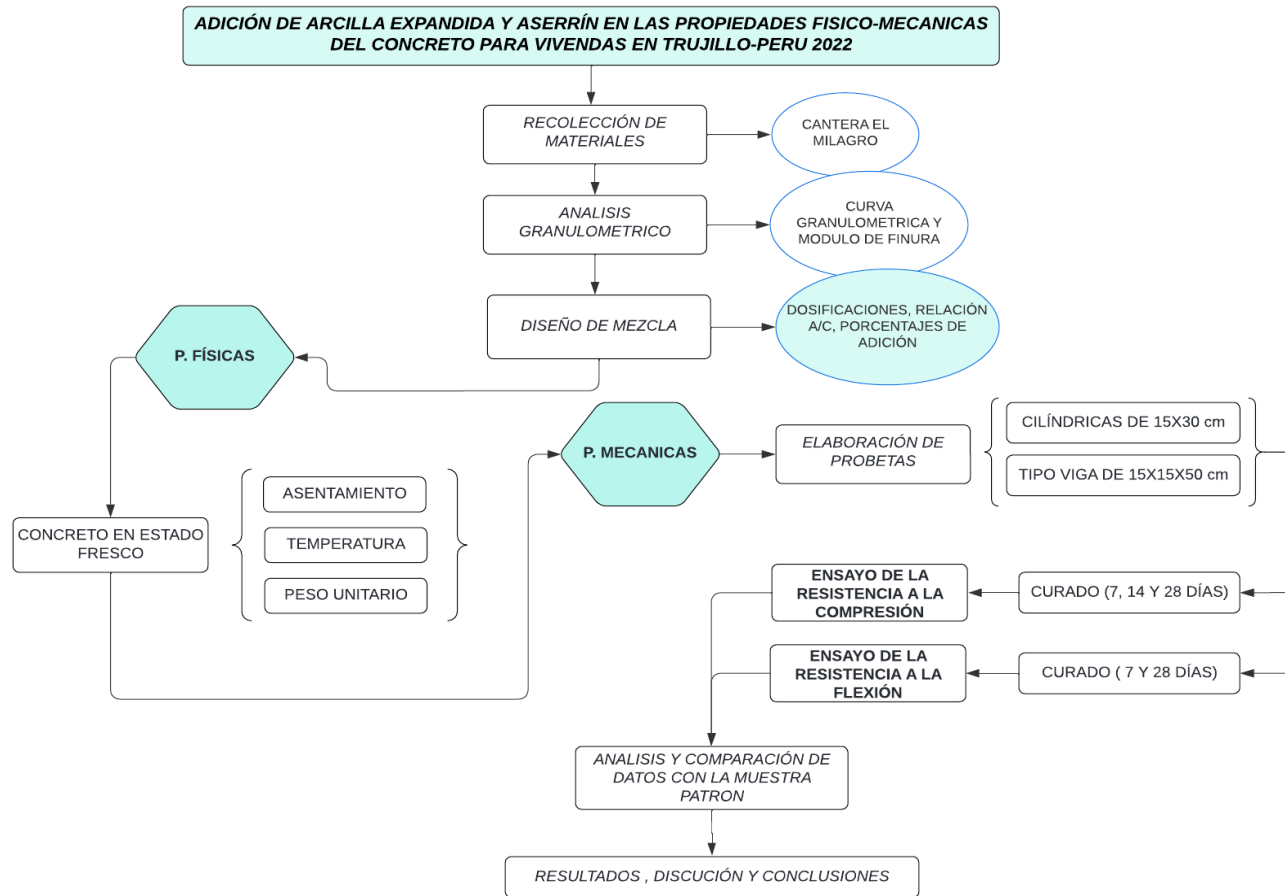 ADICIÓN DE ARCILLA EXPANDIDA Y ASERRÍN EN LAS PROPIEDADES FISICO-MECANICAS
DEL CONCRETO PARA VIVENDAS EN TRUJILLO-PERU 2022
RECOLECCIÓN DE
MATERIALES
CANTERA EL
MILAGRO
ANALISIS
GRANULOMETRICO
CURVA
GRANULOMETRICA Y
MODULO DE FINURA
DISEÑO DE MEZCLA
DOSIFICACIONES, RELACIÓN
A/C, PORCENTAJES DE
ADICIÓN
P. FÍSICAS
CONCRETO EN ESTADO
FRESCO
ASENTAMIENTO
TEMPERATURA
PESO UNITARIO
P. MECANICAS
ELABORACIÓN DE
PROBETAS
CILÍNDRICAS DE 15X30 cm
TIPO VIGA DE 15X15X50 cm
ENSAYO DE LA
RESISTENCIA A LA
COMPRESIÓN
CURADO (7, 14 Y 28 DÍAS)
ENSAYO DE LA
RESISTENCIA A LA
FLEXIÓN
CURADO ( 7 Y 28 DÍAS)
ANALISIS Y COMPARACIÓN DE
DATOS CON LA MUESTRA
PATRON
RESULTADOS , DISCUCIÓN Y CONCLUSIONES